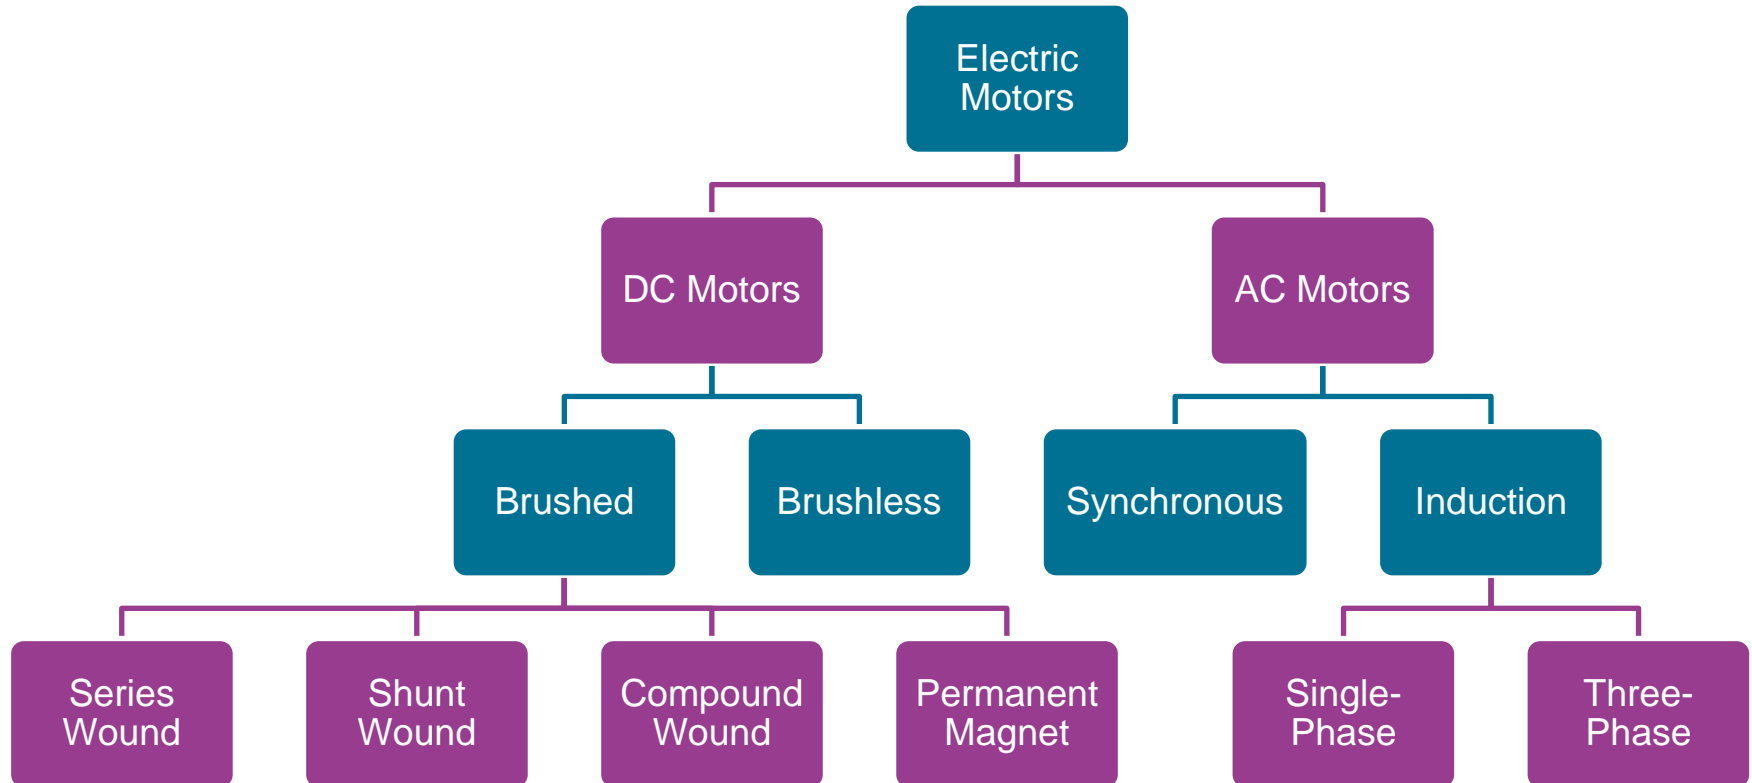 Electric
Motors
DC Motors
AC Motors
Brushed
Brushless
Synchronous
Induction
Series
Wound
Shunt
Wound
Compound
Wound
Permanent
Magnet
Single-
Phase
Three-
Phase